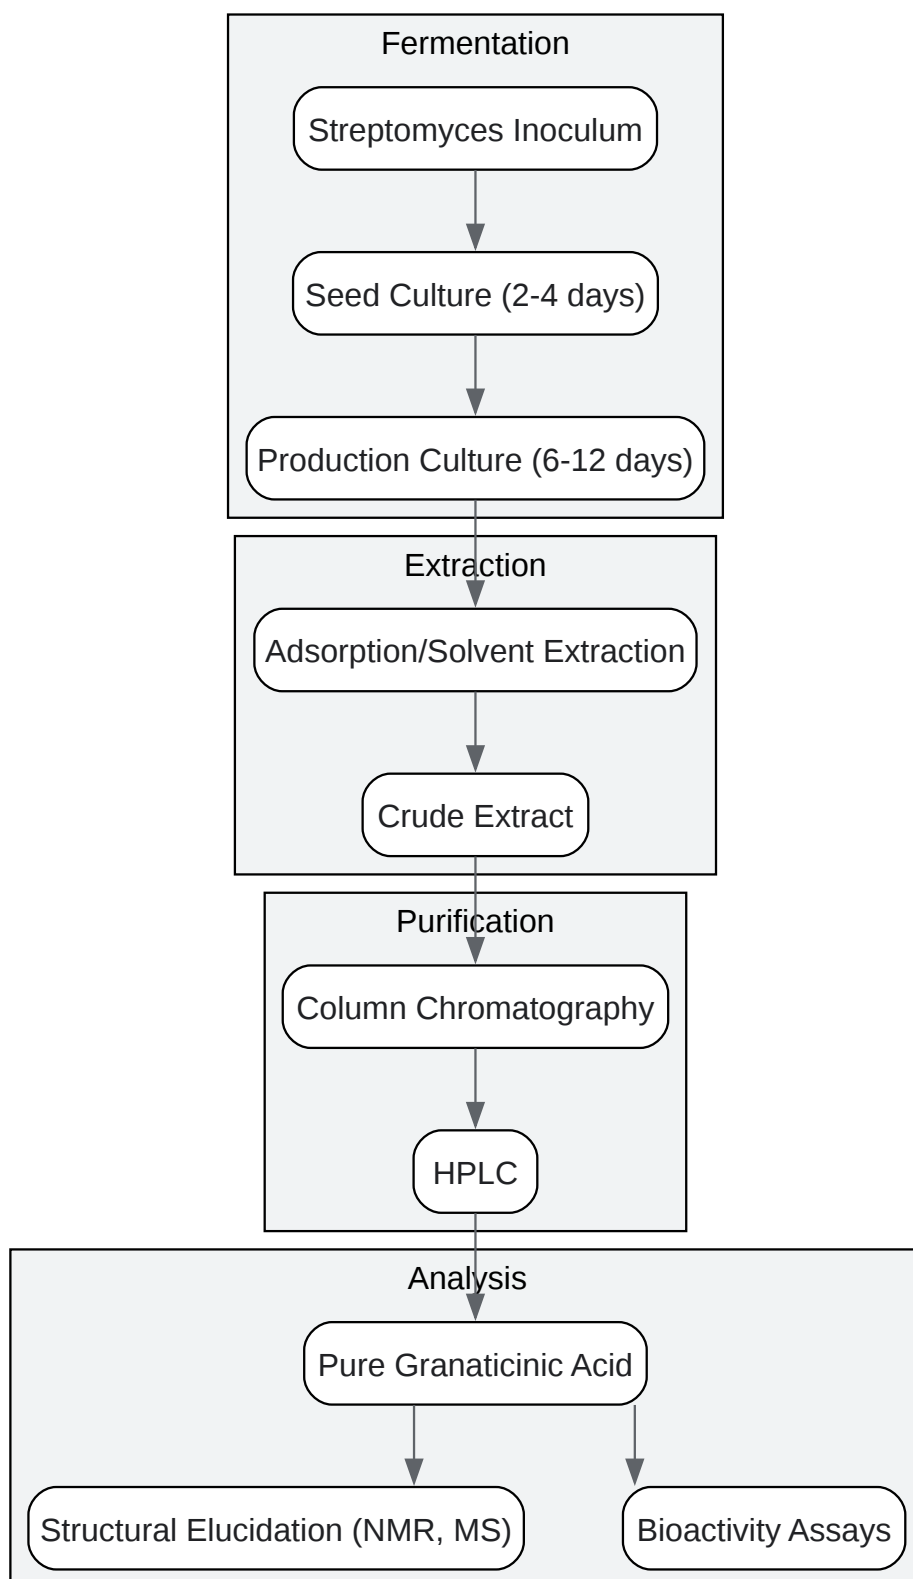 Fermentation
Streptomyces Inoculum
Seed Culture (2-4 days)
Production Culture (6-12 days)
Extraction
Adsorption/Solvent Extraction
Crude Extract
Purification
Column Chromatography
HPLC
Analysis
Pure Granaticinic Acid
Structural Elucidation (NMR, MS)
Bioactivity Assays